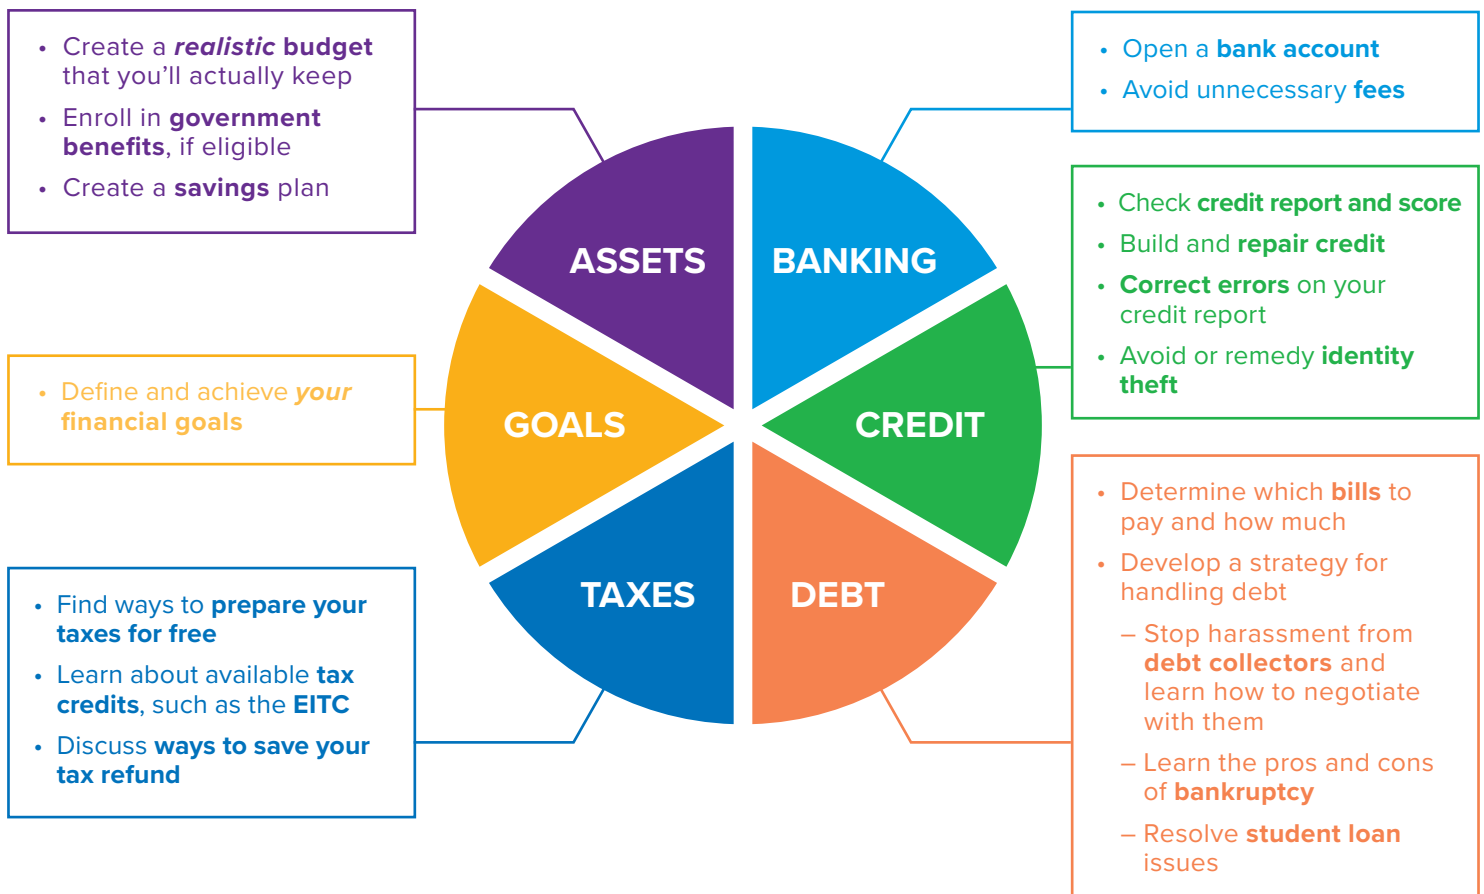 • Create a realistic budget
that you’ll actually keep
• Enroll in government
benefits, if eligible
• Create a savings plan
• Open a bank account
• Avoid unnecessary fees
• Check credit report and score
• Build and repair credit
• Correct errors on your
credit report
• Avoid or remedy identity
theft
ASSETS
BANKING
• Define and achieve your
financial goals
GOALS
CREDIT
• Find ways to prepare your
taxes for free
• Learn about available tax
credits, such as the EITC
• Discuss ways to save your
tax refund
TAXES
DEBT
• Determine which bills to
pay and how much
• Develop a strategy for
handling debt
– Stop harassment from
debt collectors and
learn how to negotiate
with them
– Learn the pros and cons
of bankruptcy
– Resolve student loan
issues